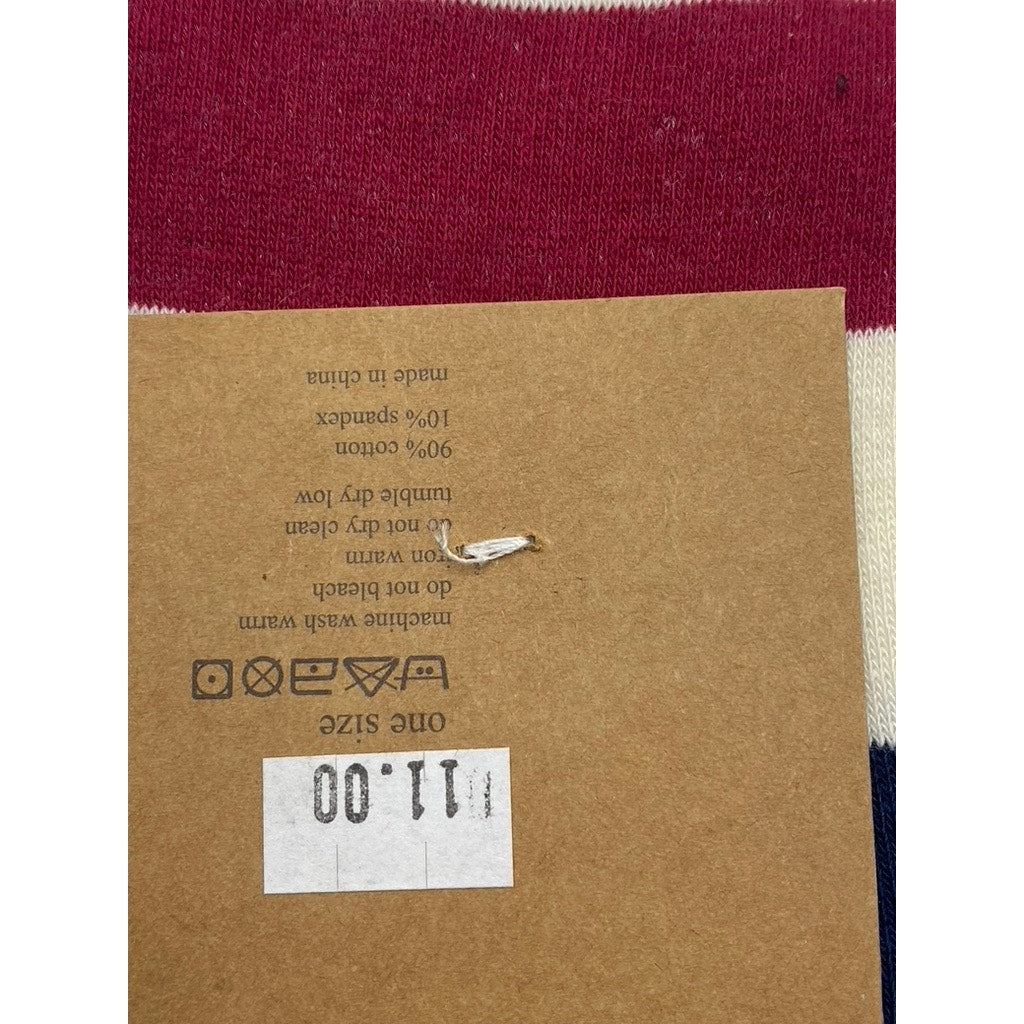 11.00
one size
machine wash warm
do not bleach
iron warm
do not dry clean
tumble dry low
90% cotton
10% spandex
made in china